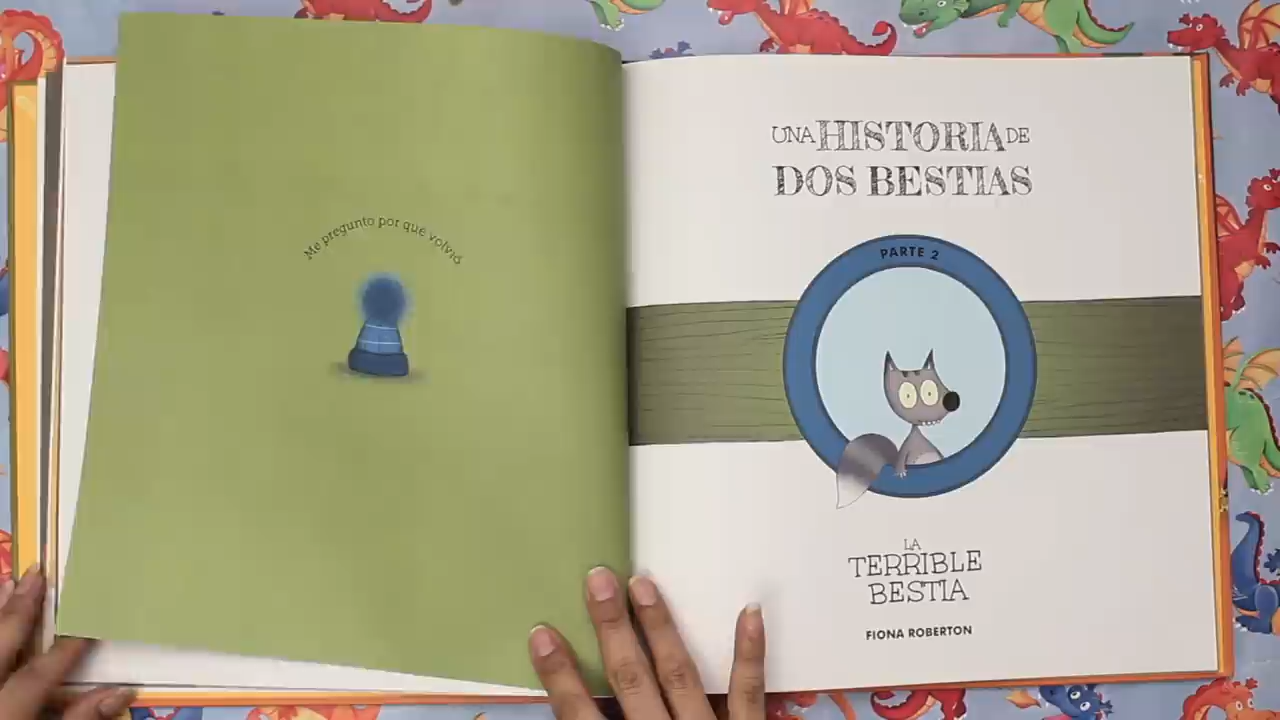 Me pregunto por qué volvió
UNA HISTORIA DE
DOS BESTIAS
PARTE 2
LA
TERRIBLE
BESTIA
FIONA ROBERTON